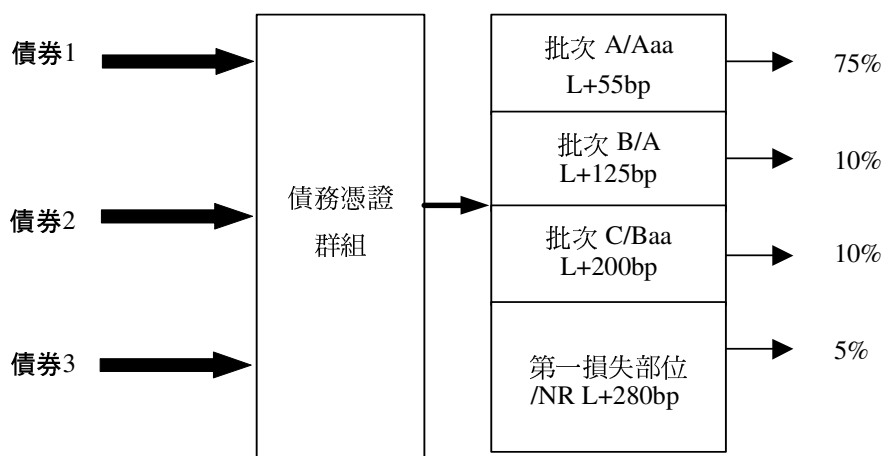 債券1
債券2
債券3
債務憑證
群組
批次 A/Aaa
L+55bp
75%
批次 B/A
L+125bp
10%
批次 C/Baa
L+200bp
10%
第一損失部位
/NR L+280bp
5%